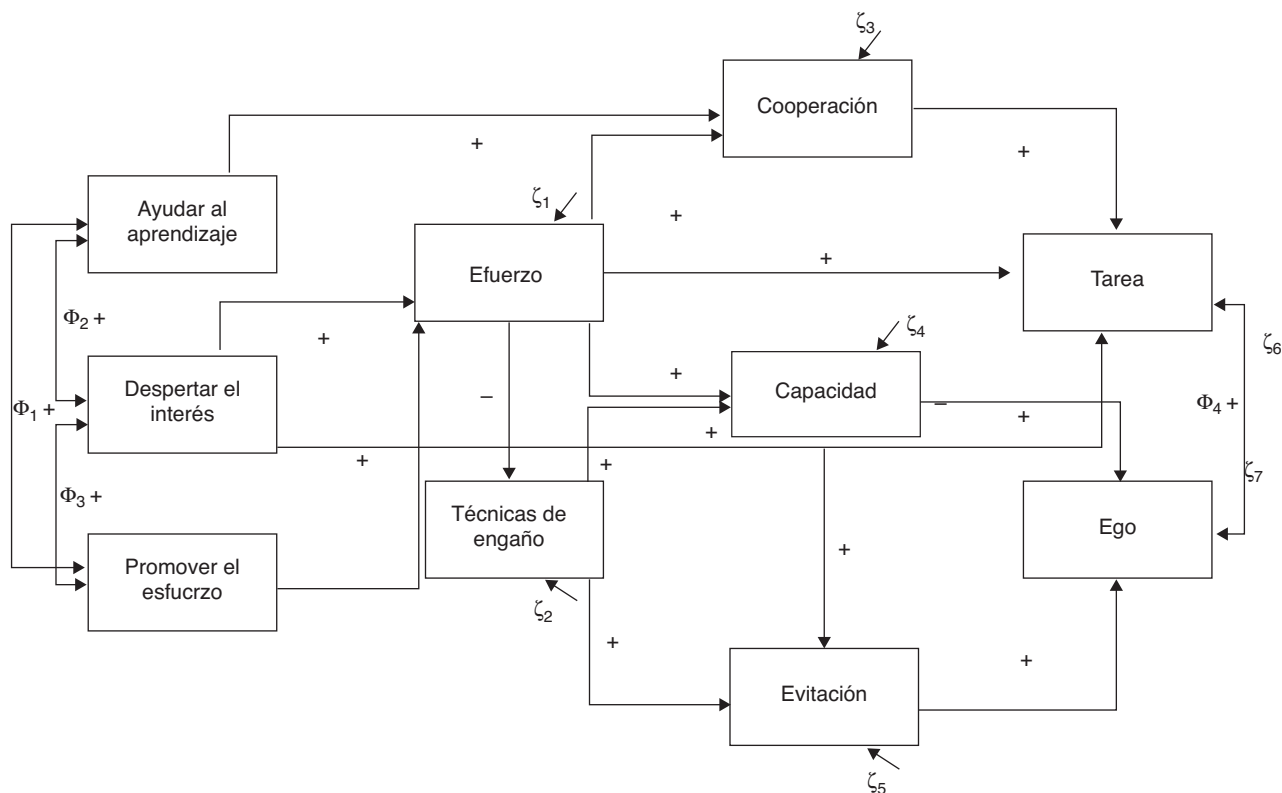 ζ3
Cooperación
+
+
Ayudar al
aprendizaje
ζ1
+
Efuerzo
+
Tarea
Φ2 +
+
ζ4
ζ6
Despertar el
interés
Φ1 +
–
+
Capacidad
–
+
Φ4 +
+
+
+
Φ3 +
ζ7
Técnicas de
engaño
Ego
Promover el
esfucrzo
+
ζ2
+
Evitación
+
ζ5